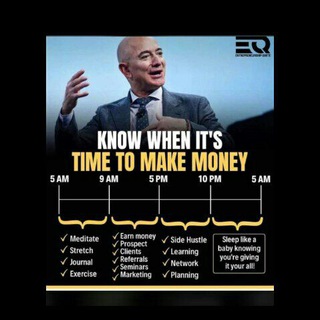 EQ
KNOW WHEN IT'S
TIME TO MAKE MONEY
5 AM 9 AM 5 PM 10 PM 5 AM
Meditate
Stretch
Journal
Exercise
Earn money
Prospect
Clients
Referrals
Seminars
Marketing
Side Hustle
Learning
Network
Planning
Sleep like a
baby knowing
you're giving
it your all!